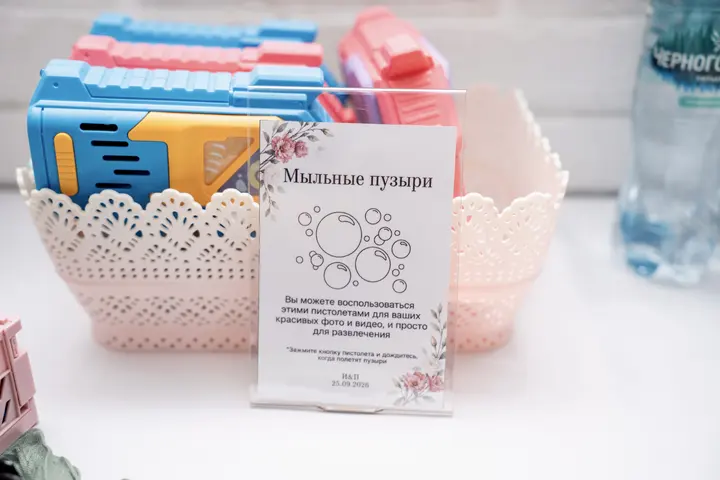 ЧЕРНОГО
Мыльные пузыри
Вы можете воспользоваться
этими пистолетами для ваших
красивых фото и видео, и просто
для развлечения
*Зажмите кнопку пистолета и дождитесь,
когда полетят пузыри
И&П
25.09.2026